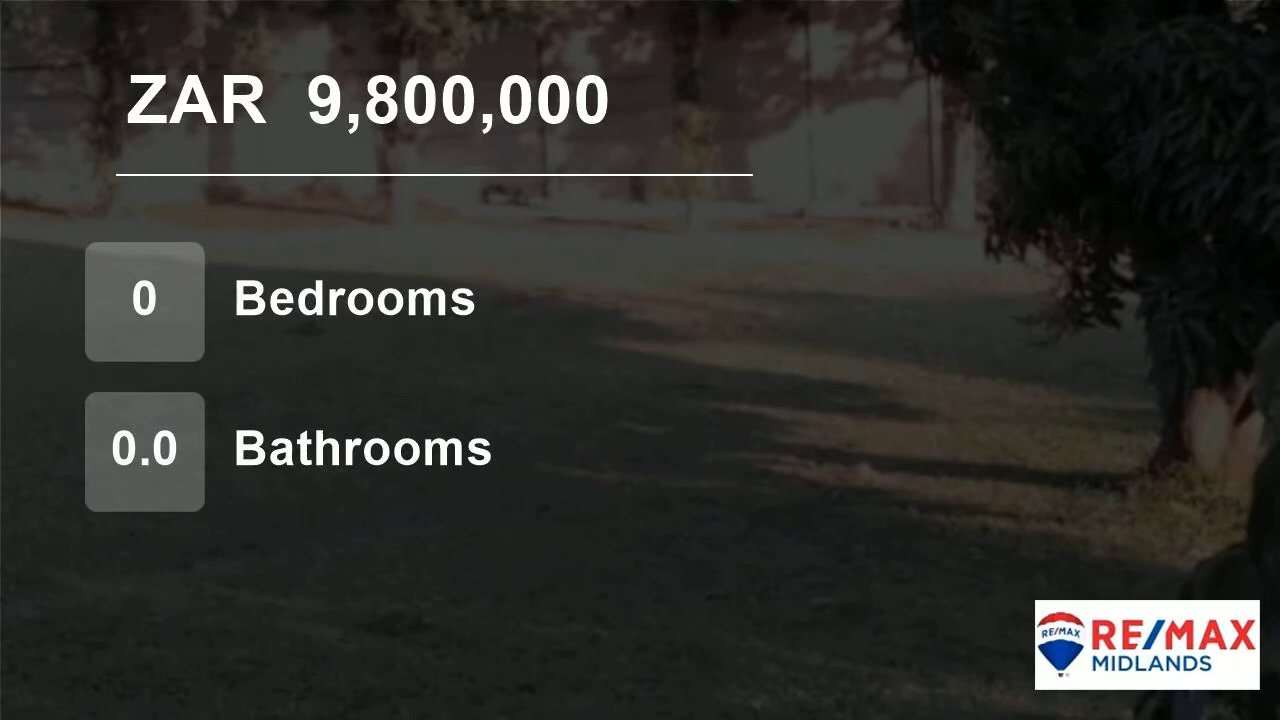 ZAR 9,800,000
0 Bedrooms
0.0 Bathrooms
RE/MAX
RE/MAX
MIDLANDS